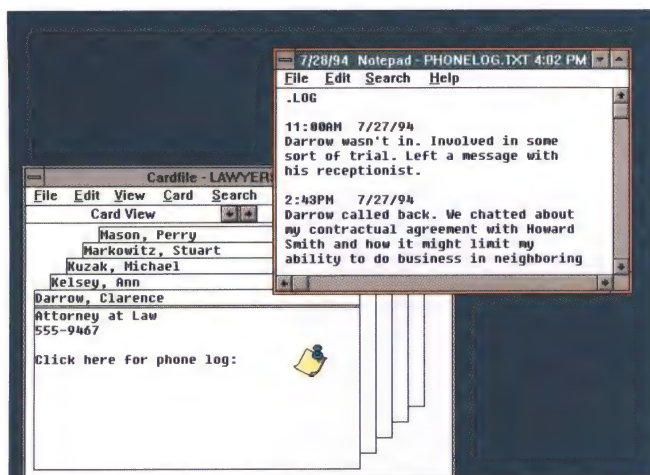 7/28/94 Notepad - PHONELOG.TXT 4:02 PM
File Edit Search Help
.LOG
11:00AM 7/27/94
Darrow wasn't in. Involved in some
sort of trial. Left a message with
his receptionist.
2:43PM 7/27/94
Darrow called back. We chatted about
my contractual agreement with Howard
Smith and how it might limit my
ability to do business in neighboring
Cardfile - LAWYERS
File Edit View Card Search
Card View
Mason, Perry
Markowitz, Stuart
Kuzak, Michael
Kelsey, Ann
Darrow, Clarence
Attorney at Law
555-9467
Click here for phone log: